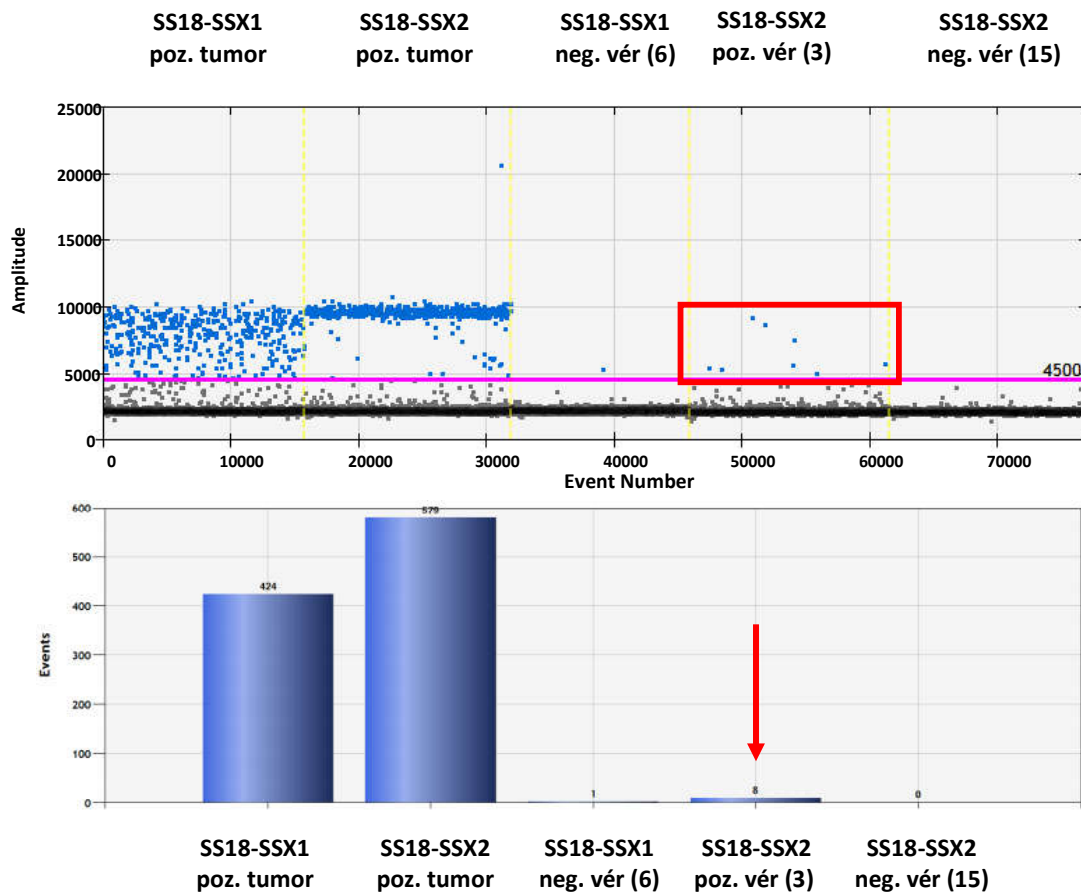 SS18-SSX1 SS18-SSX2 SS18-SSX1 SS18-SSX2 SS18-SSX2
poz. tumor poz. tumor neg. vér (6) poz. vér (3) neg. vér (15)
25000
20000
15000
10000
5000
0
Amplitude
4500
0 10000 20000 30000 40000 50000 60000 70000
Event Number
600
500
400
300
200
100
0
Events
424
579
1
8
0
SS18-SSX1 SS18-SSX2 SS18-SSX1 SS18-SSX2 SS18-SSX2
poz. tumor poz. tumor neg. vér (6) poz. vér (3) neg. vér (15)